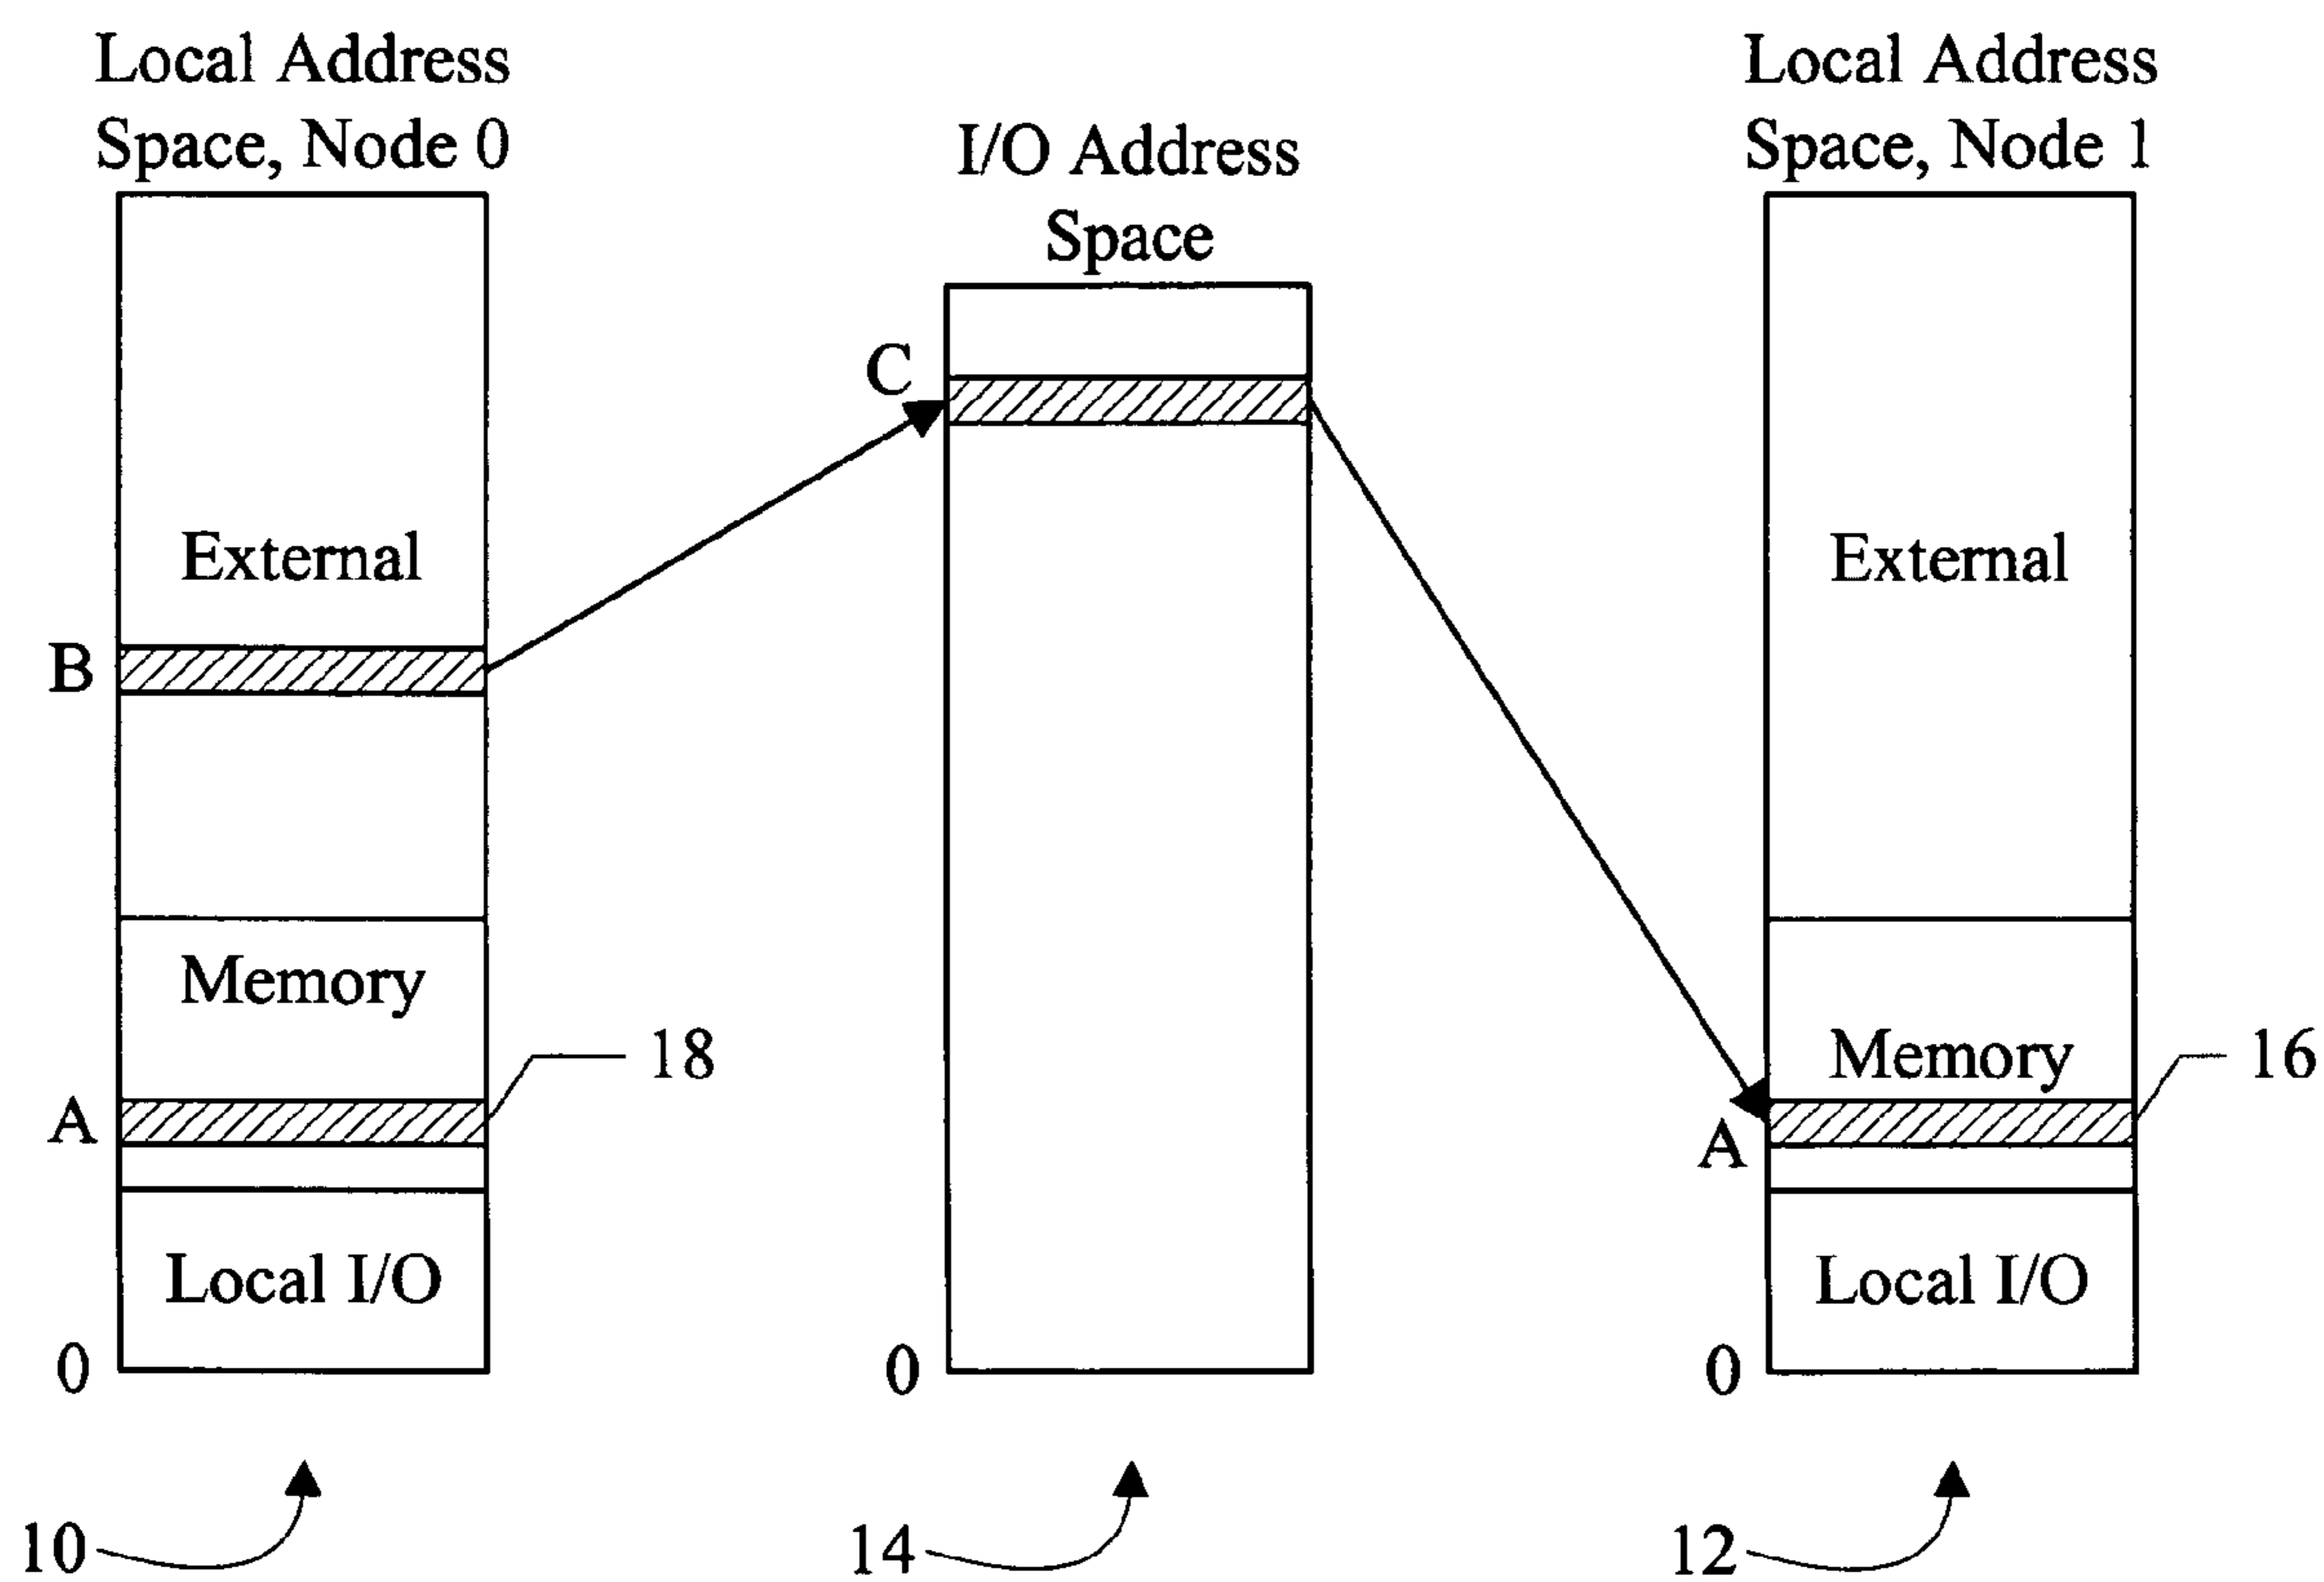 Local Address
Space, Node 0
External
B
Memory
18
A
Local I/O
0
10
I/O Address
Space
C
0
14
Local Address
Space, Node 1
External
Memory
16
A
Local I/O
0
12